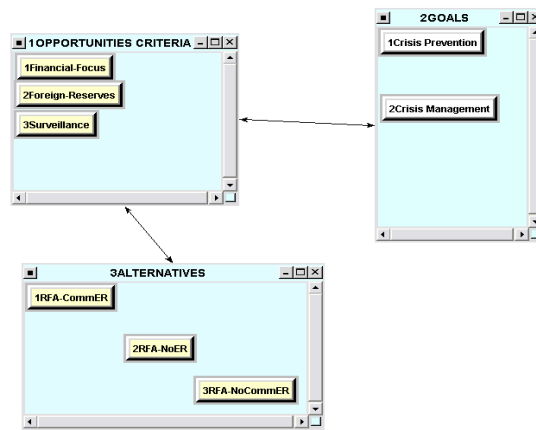 1OPPORTUNITIES CRITERIA
1Financial-Focus
2Foreign-Reserves
3Surveillance
2GOALS
1Crisis Prevention
2Crisis Management
3ALTERNATIVES
1RFA-CommER
2RFA-NoER
3RFA-NoCommER